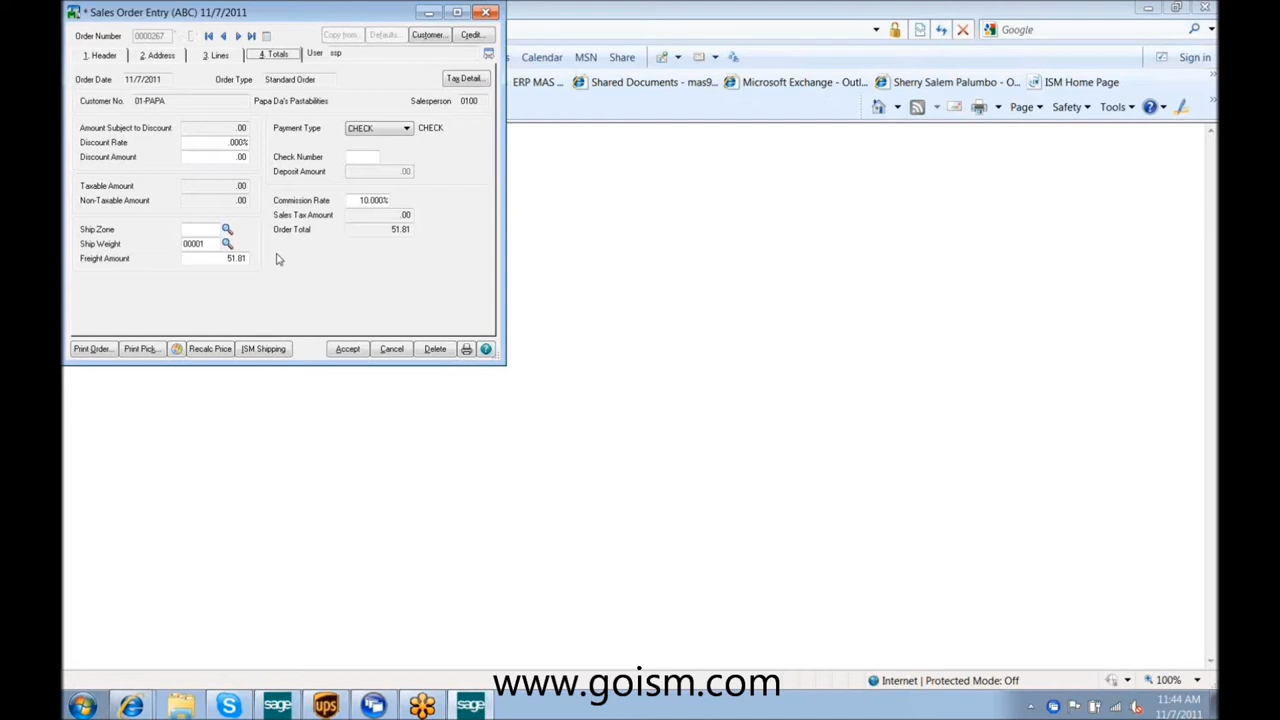 * Sales Order Entry (ABC) 11/7/2011
Order Number 0000267 Copy from... Defaults... Customer... Credit...
1. Header 2. Address 3. Lines 4. Totals User ssp
Order Date 11/7/2011 Order Type Standard Order Tax Detail...
Customer No. 01-PAPA Papa Da's Pastabilities Salesperson 0100
Amount Subject to Discount .00 Payment Type CHECK CHECK
Discount Rate .000%
Discount Amount .00 Check Number
Deposit Amount .00
Taxable Amount .00
Non-Taxable Amount .00 Commission Rate 10.000%
Sales Tax Amount .00
Ship Zone Order Total 51.81
Ship Weight 00001
Freight Amount 51.81
Print Order... Print Pick... Recalc Price JSM Shipping Accept Cancel Delete
Google
Calendar MSN Share Sign in
ERP MAS ... Shared Documents - mas9... Microsoft Exchange - Outl... Sherry Salem Palumbo - O... ISM Home Page
Page Safety Tools
Internet | Protected Mode: Off 100%
www.goism.com
sage ups sage
11:44 AM
11/7/2011